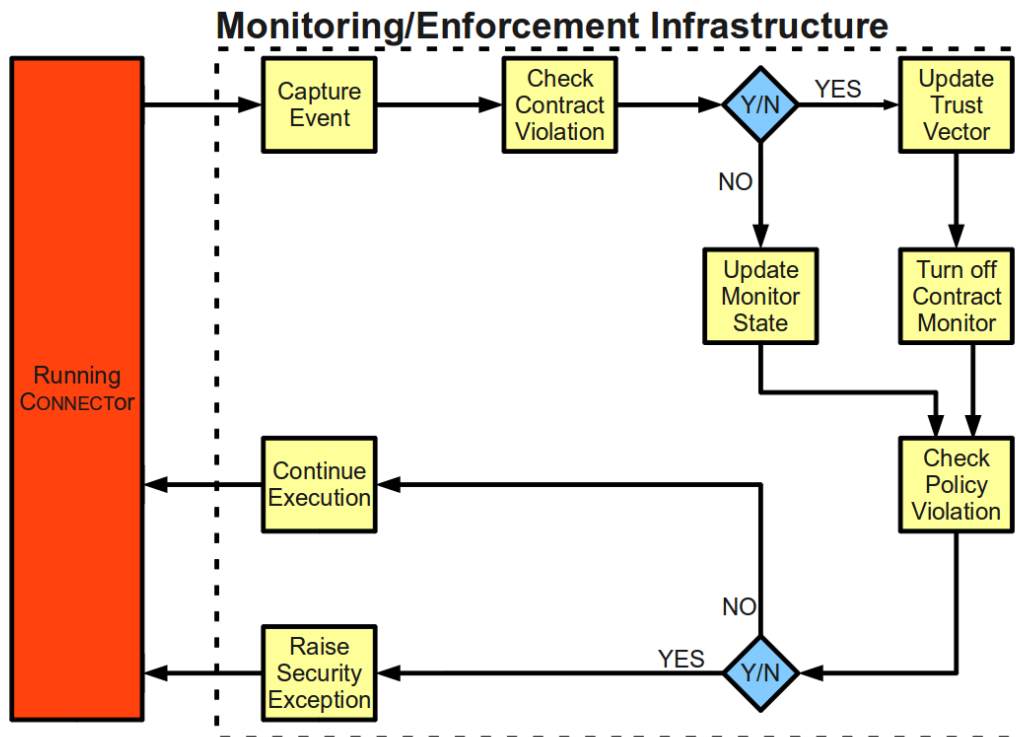 Monitoring/Enforcement Infrastructure
Capture
Event
Check
Contract
Violation
Y/N
YES
Update
Trust
Vector
NO
Update
Monitor
State
Turn off
Contract
Monitor
Running
CONNECTor
Continue
Execution
Check
Policy
Violation
NO
Raise
Security
Exception
YES
Y/N